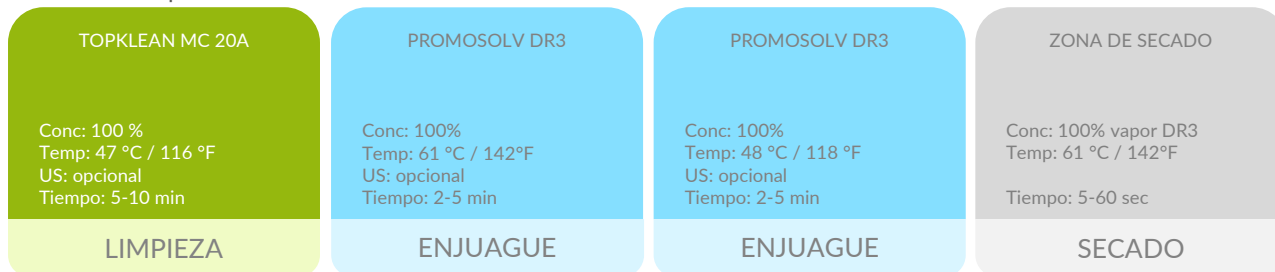 TOPKLEAN MC 20A
Conc: 100 %
Temp: 47 °C / 116 °F
US: opcional
Tiempo: 5-10 min
LIMPIEZA
PROMOSOLV DR3
Conc: 100%
Temp: 61 °C / 142°F
US: opcional
Tiempo: 2-5 min
ENJUAGUE
PROMOSOLV DR3
Conc: 100%
Temp: 48 °C / 118 °F
US: opcional
Tiempo: 2-5 min
ENJUAGUE
ZONA DE SECADO
Conc: 100% vapor DR3
Temp: 61 °C / 142°F
Tiempo: 5-60 sec
SECADO